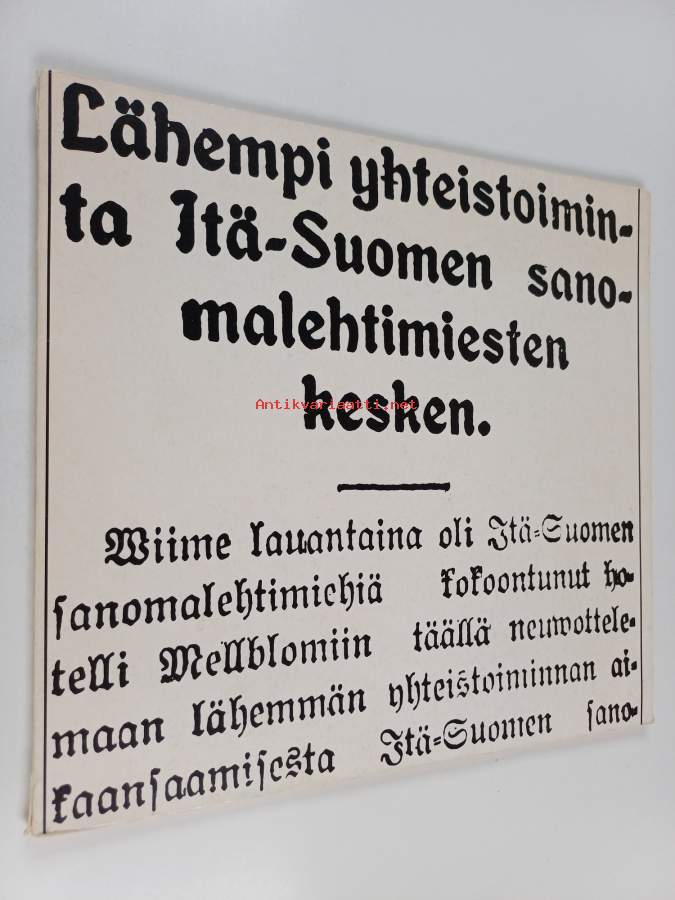 Lähempi yhteistoimin-
ta Itä-Suomen sano-
malehtimiesten
kesken.
Antikvariaatti.net
Wiime lauantaina oli Itä-Suomen
sanomalehtimiehiä kokoontunut ho-
telli Mellblomiin täällä neuwottele-
maan lähemmän yhteistoiminnan ai-
kaansaamisesta Itä-Suomen sano-